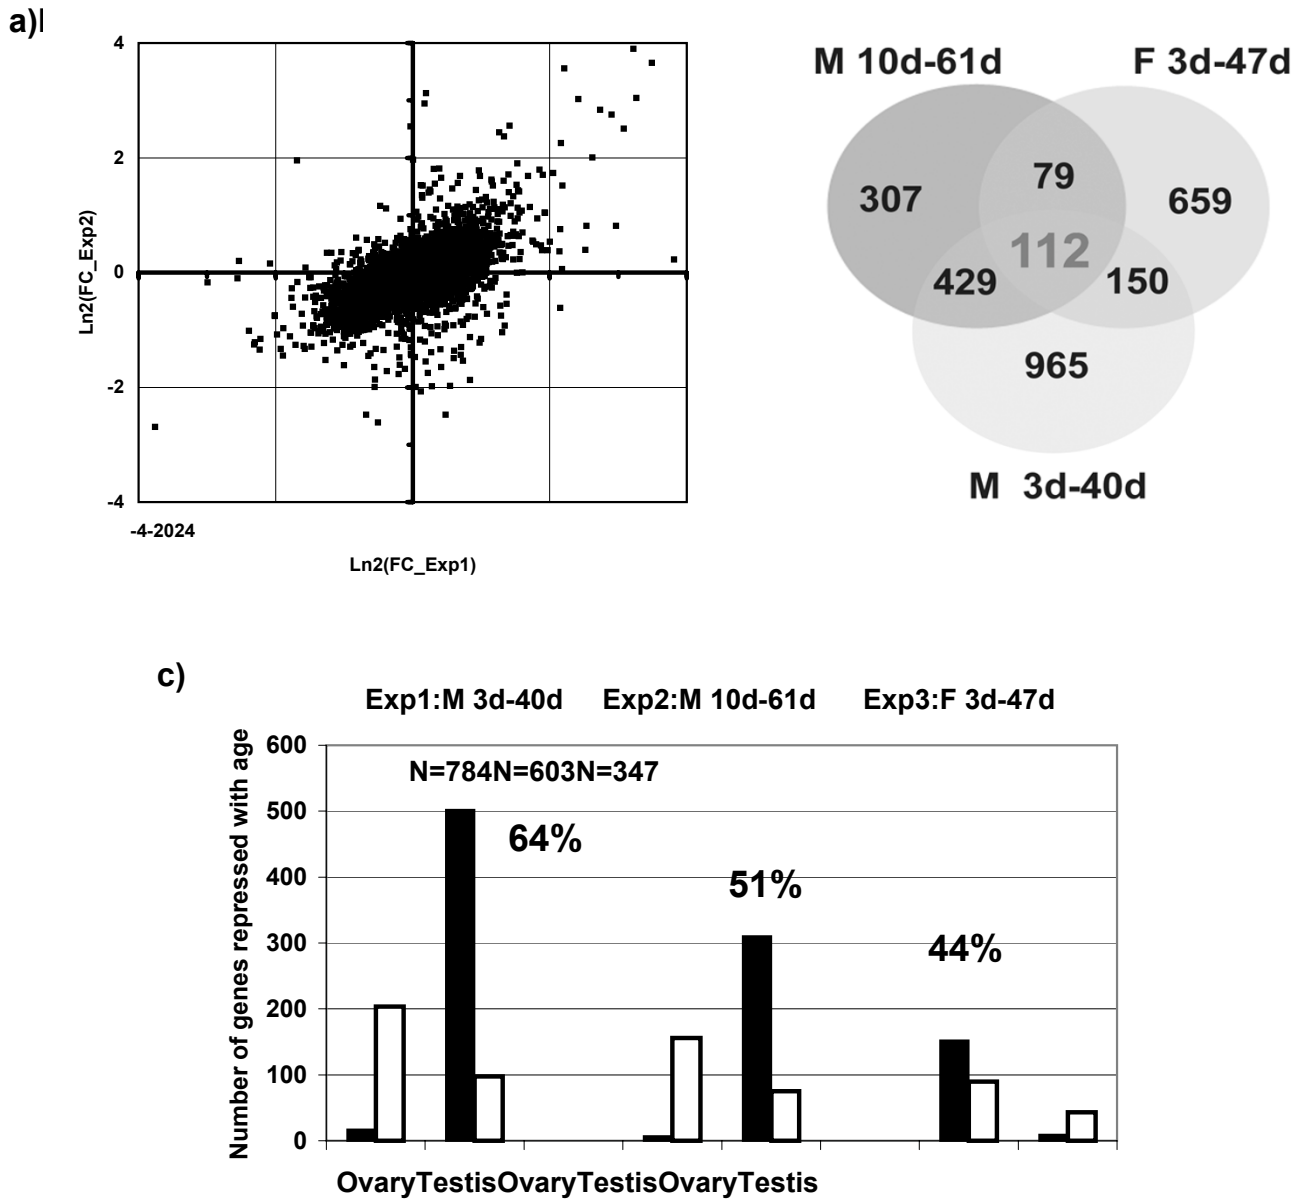 a)
4
2
0
-2
-4
Ln2(FC_Exp2)
-4-2024
Ln2(FC_Exp1)
M 10d-61d
F 3d-47d
307
79
659
112
429
150
965
M 3d-40d
c)
Exp1:M 3d-40d Exp2:M 10d-61d Exp3:F 3d-47d
Number of genes repressed with age
600
500
400
300
200
100
0
N=784N=603N=347
64%
51%
44%
OvaryTestisOvaryTestisOvaryTestis